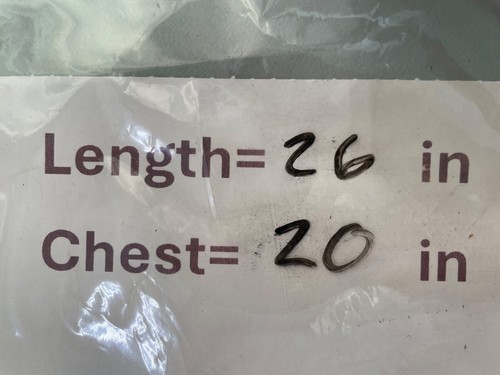 Length= 26 in
Chest= 20 in